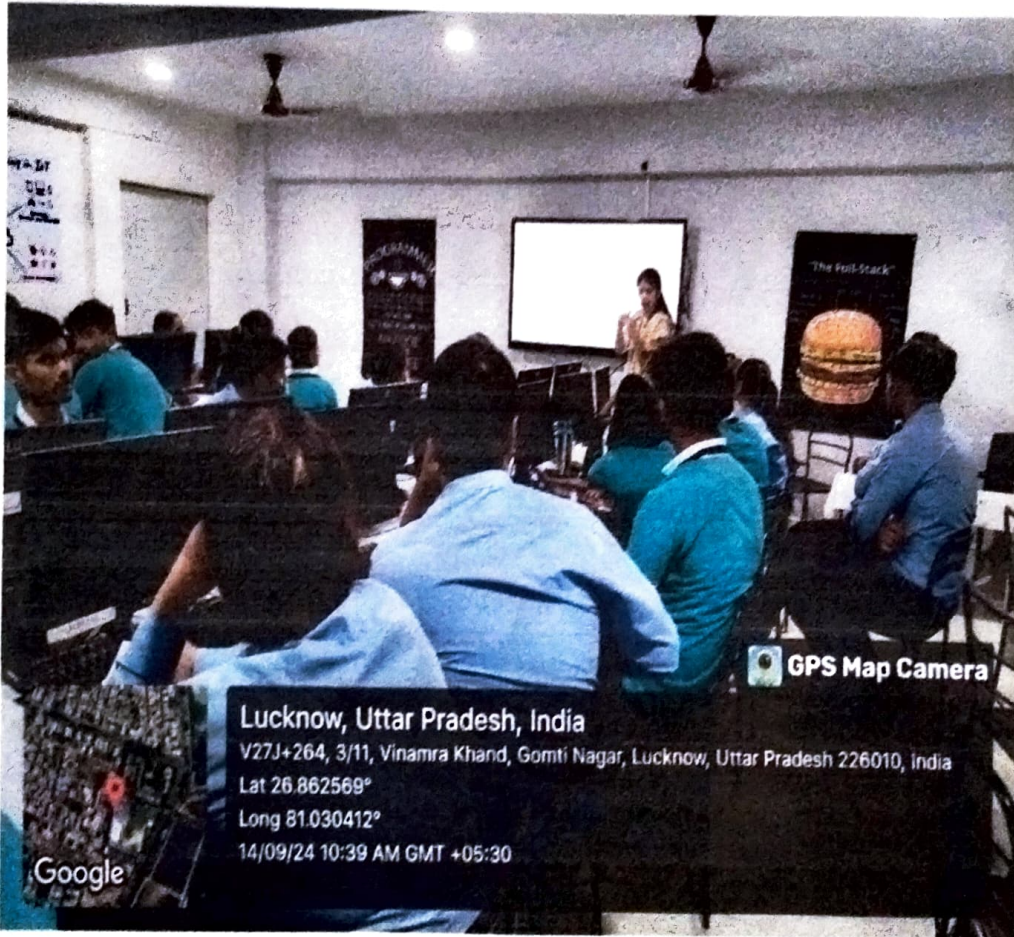 PROGRAMMER
"The Full-Stack"
GPS Map Camera
Lucknow, Uttar Pradesh, India
V27J+264, 3/11, Vinamra Khand, Gomti Nagar, Lucknow, Uttar Pradesh 226010, India
Lat 26.862569°
Long 81.030412°
14/09/24 10:39 AM GMT +05:30
Google